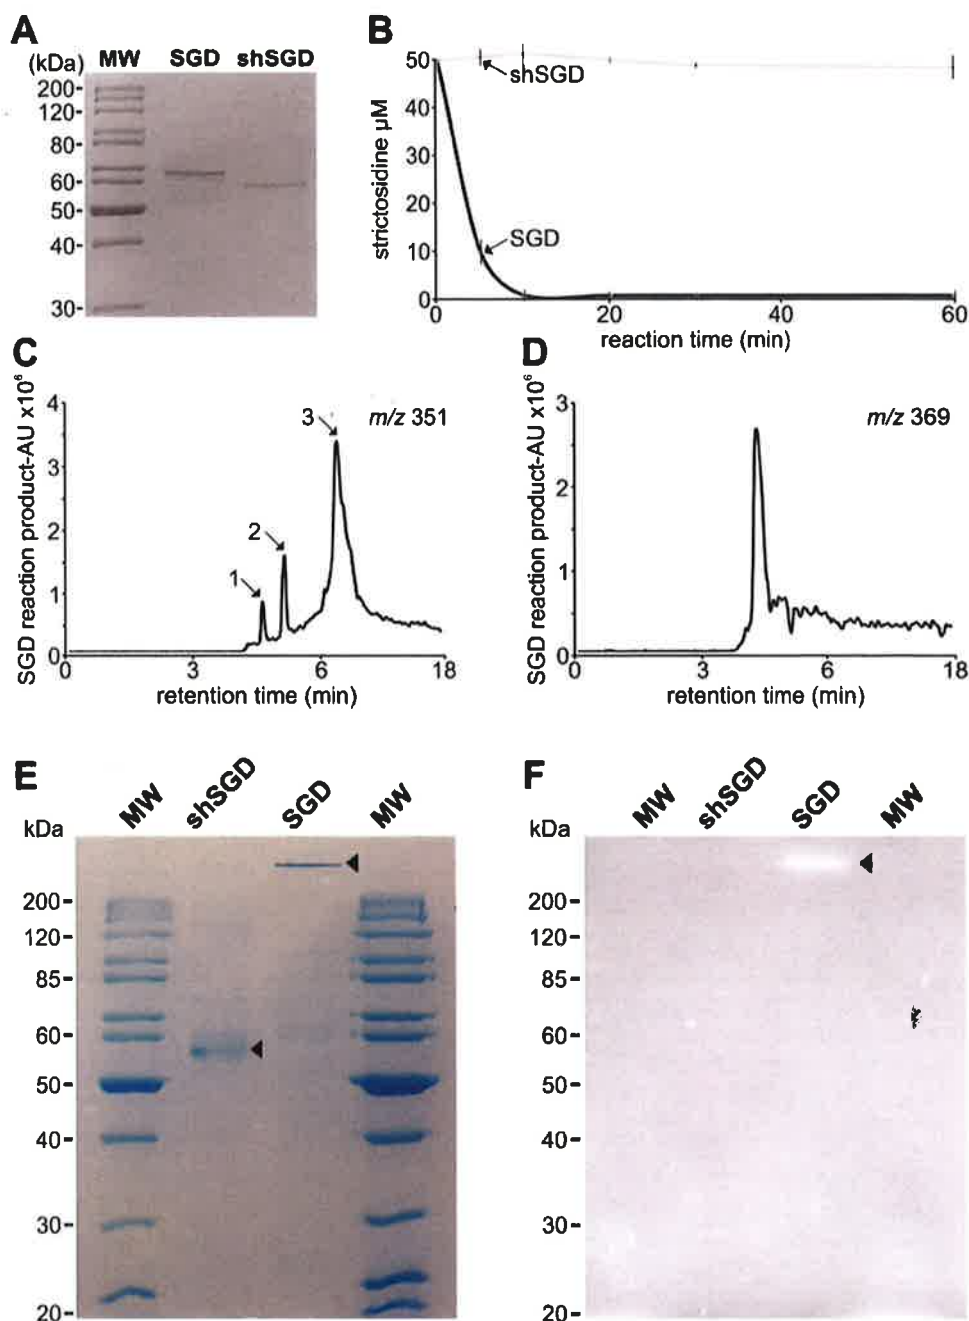 A
(kDa) MW SGD shSGD
200-
120-
80-
60-
50-
40-
30-
B
strictosidine µM
50
40
30
20
10
0
shSGD
SGD
0 20 40 60
reaction time (min)
C
SGD reaction product-AU x10⁶
4
3
2
1
0
1
2
3
m/z 351
0 3 6 18
retention time (min)
D
SGD reaction product-AU x10⁶
3
2
1
0
m/z 369
0 3 6 18
retention time (min)
E
kDa MW shSGD SGD MW
200-
120-
85-
60-
50-
40-
30-
20-
F
kDa MW shSGD SGD MW
200-
120-
85-
60-
50-
40-
30-
20-